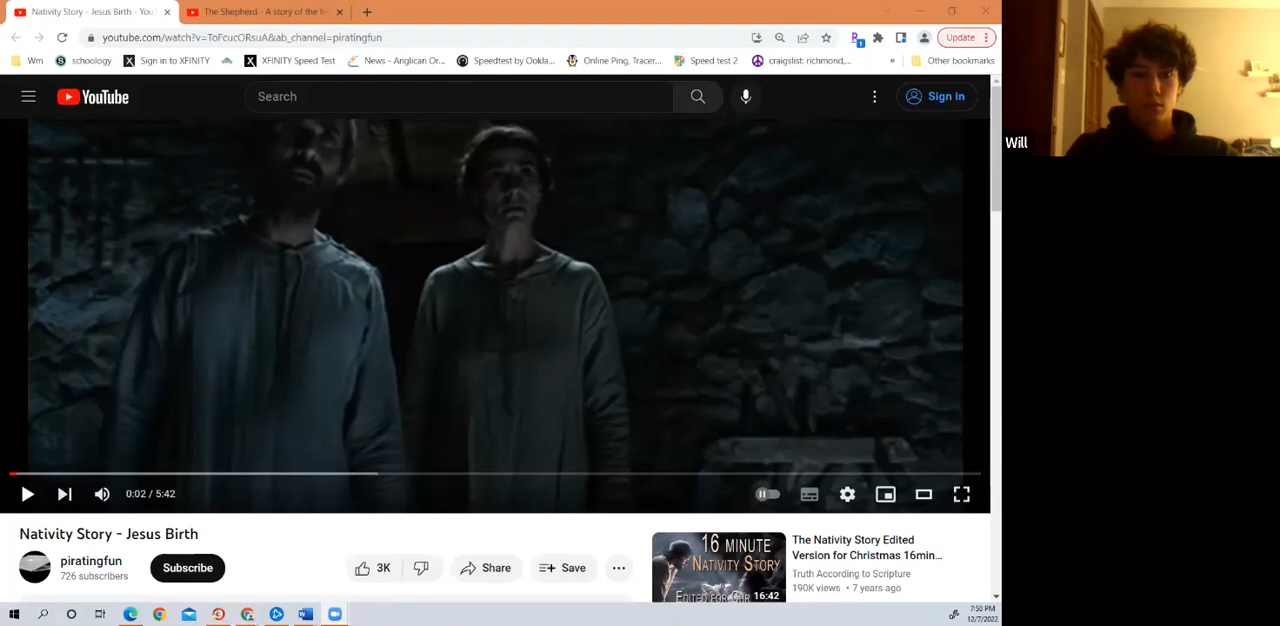 Nativity Story - Jesus Birth - You
The Shepherd - A story of the fi
youtube.com/watch?v=ToFcucORsuA&ab_channel=piratingfun
Update
Wm
schoology
Sign in to XFINITY
XFINITY Speed Test
News - Anglican Or...
Speedtest by Ookla...
Online Ping, Tracer...
Speed test 2
craigslist: richmond,...
»
Other bookmarks
YouTube
Search
Sign in
Will
0:02 / 5:42
Nativity Story - Jesus Birth
piratingfun
726 subscribers
Subscribe
3K
Share
Save
16 MINUTE
NATIVITY STORY
EDITED FOR CHR
16:42
The Nativity Story Edited
Version for Christmas 16min...
Truth According to Scripture
190K views • 7 years ago
7:50 PM
12/7/2022